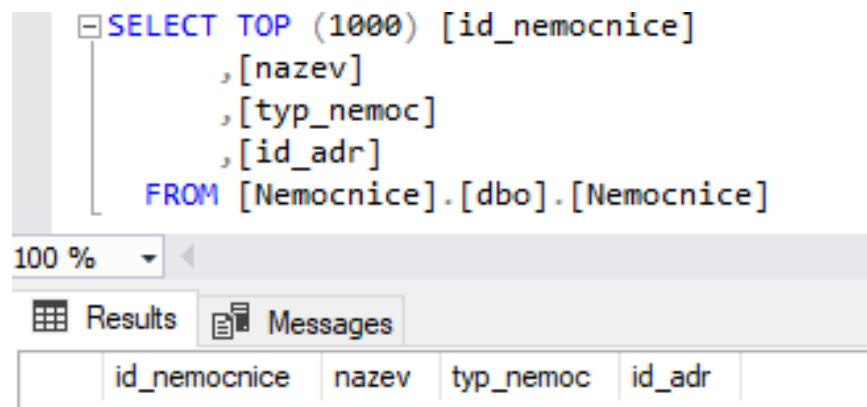 SELECT TOP (1000) [id_nemocnice]
,[nazev]
,[typ_nemoc]
,[id_adr]
FROM [Nemocnice].[dbo].[Nemocnice]
100 %
Results Messages
id_nemocnice nazev typ_nemoc id_adr